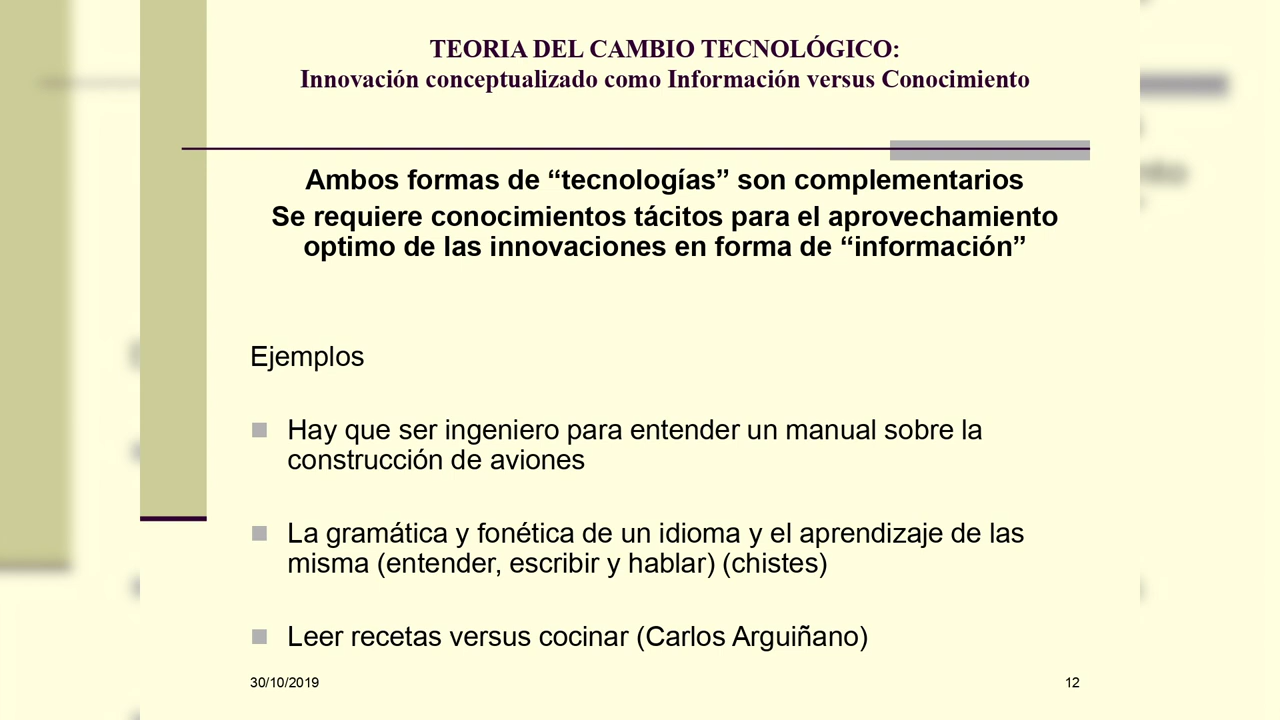 TEORIA DEL CAMBIO TECNOLÓGICO:
Innovación conceptualizado como Información versus Conocimiento
Ambos formas de “tecnologías” son complementarios
Se requiere conocimientos tácitos para el aprovechamiento
optimo de las innovaciones en forma de “información”
Ejemplos
Hay que ser ingeniero para entender un manual sobre la
construcción de aviones
La gramática y fonética de un idioma y el aprendizaje de las
misma (entender, escribir y hablar) (chistes)
Leer recetas versus cocinar (Carlos Arguiñano)
30/10/2019
12